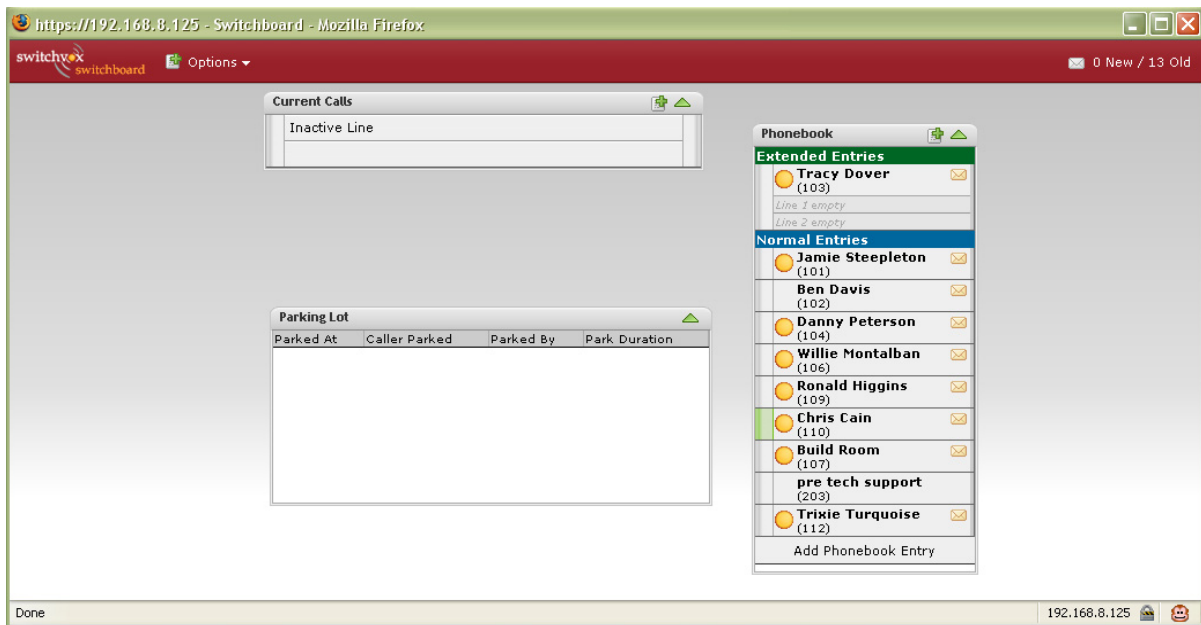 https://192.168.8.125 - Switchboard - Mozilla Firefox
switchvox
switchboard
Options
0 New / 13 Old
Current Calls
Inactive Line
Phonebook
Extended Entries
Tracy Dover
(103)
Line 1 empty
Line 2 empty
Normal Entries
Jamie Steepleton
(101)
Ben Davis
(102)
Danny Peterson
(104)
Willie Montalban
(106)
Ronald Higgins
(109)
Chris Cain
(110)
Build Room
(107)
pre tech support
(203)
Trixie Turquoise
(112)
Add Phonebook Entry
Parking Lot
Parked At Caller Parked Parked By Park Duration
Done
192.168.8.125